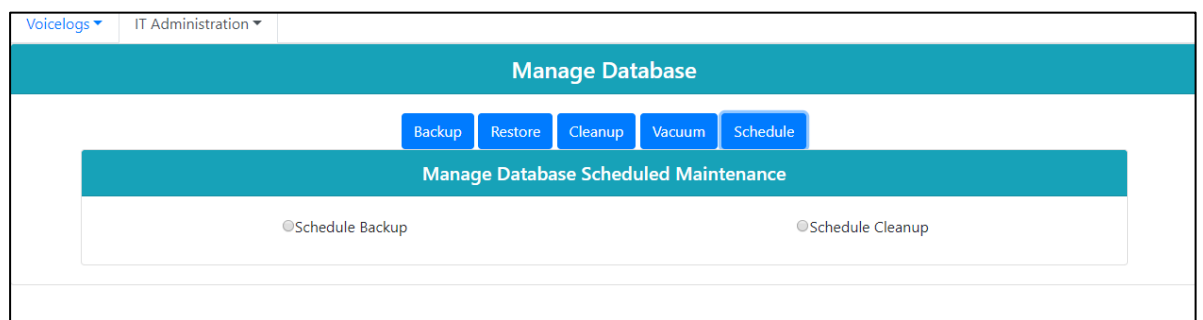 Voicelogs IT Administration
Manage Database
Backup Restore Cleanup Vacuum Schedule
Manage Database Scheduled Maintenance
Schedule Backup Schedule Cleanup